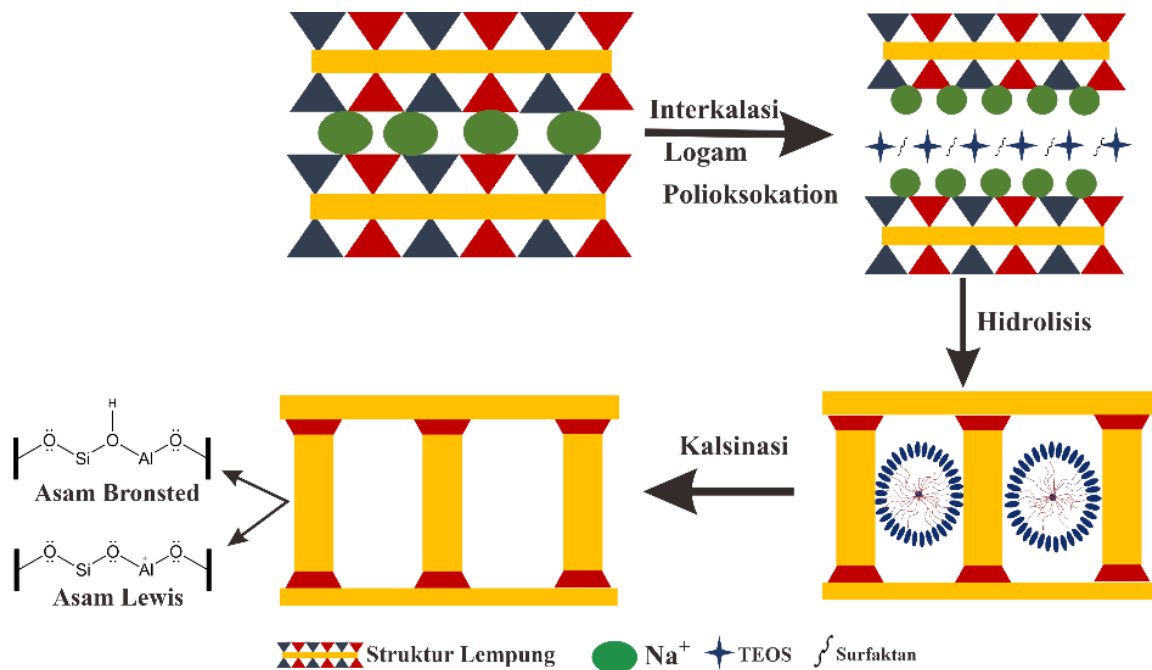 Interkalasi
Logam
Polioksokation
Hidrolisis
Kalsinasi
H
O Si O Al O
Asam Bronsted
O Si O Al + O
Asam Lewis
Struktur Lempung
Na+
TEOS
Surfaktan